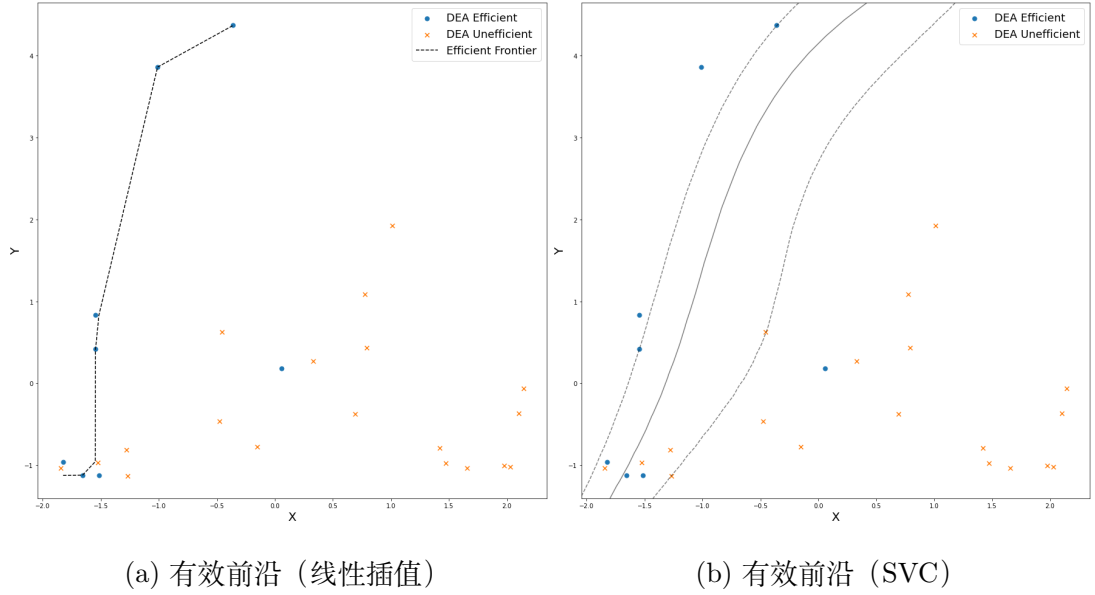 DEA Efficient
DEA Unefficient
Efficient Frontier
4
3
2
1
0
−1
Y
−2.0 −1.5 −1.0 −0.5 0.0 0.5 1.0 1.5 2.0
X
(a) 有效前沿（线性插值）
DEA Efficient
DEA Unefficient
4
3
2
1
0
−1
Y
−2.0 −1.5 −1.0 −0.5 0.0 0.5 1.0 1.5 2.0
X
(b) 有效前沿（SVC）